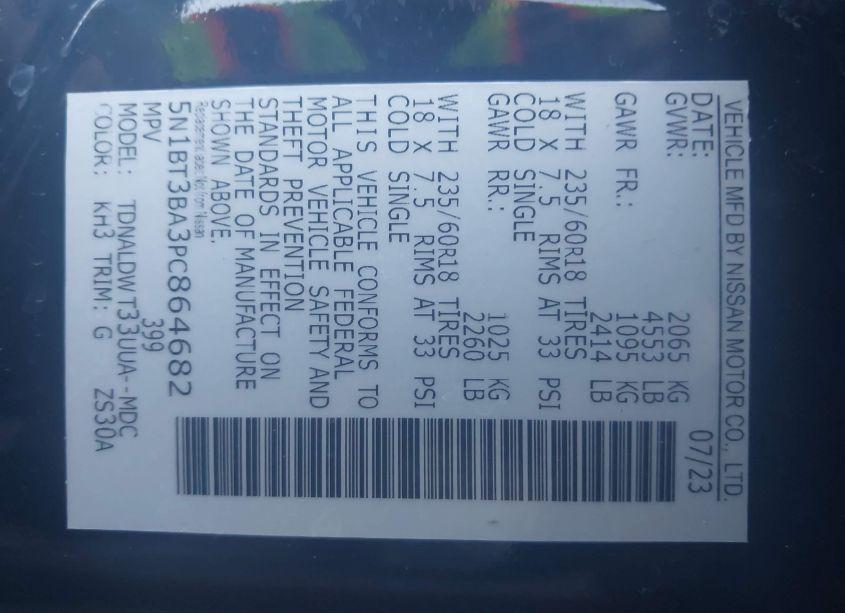 VEHICLE MFD BY NISSAN MOTOR CO., LTD.
DATE: 07/23
GVWR: 2065 KG
4553 LB
GAWR FR.: 1095 KG
2414 LB
WITH 235/60R18 TIRES
18 X 7.5 RIMS AT 33 PSI
COLD SINGLE
GAWR RR.: 1025 KG
2260 LB
WITH 235/60R18 TIRES
18 X 7.5 RIMS AT 33 PSI
COLD SINGLE
THIS VEHICLE CONFORMS TO
ALL APPLICABLE FEDERAL
MOTOR VEHICLE SAFETY AND
THEFT PREVENTION
STANDARDS IN EFFECT ON
THE DATE OF MANUFACTURE
SHOWN ABOVE.
Nissan
5N1BT3BA3PC864682
MPV 399
MODEL: TDNALDWT33UUA--MDC
COLOR: KH3 TRIM: G ZS30A